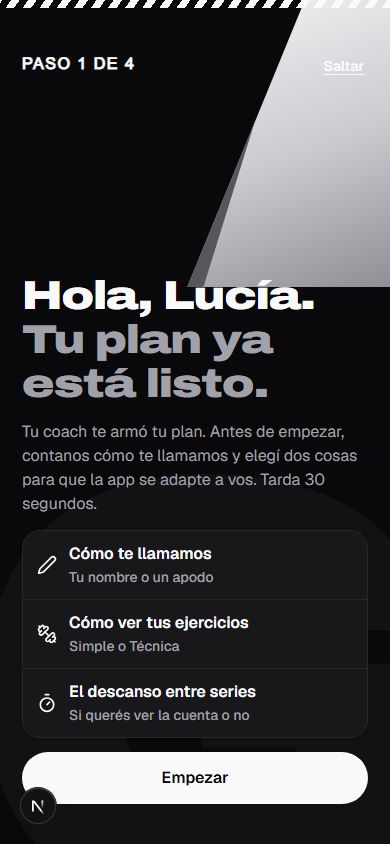 PASO 1 DE 4
Saltar
Hola, Lucía.
Tu plan ya
está listo.
Tu coach te armó tu plan. Antes de empezar,
contanos cómo te llamamos y elegí dos cosas
para que la app se adapte a vos. Tarda 30
segundos.
Cómo te llamamos
Tu nombre o un apodo
Cómo ver tus ejercicios
Simple o Técnica
El descanso entre series
Si querés ver la cuenta o no
Empezar
N